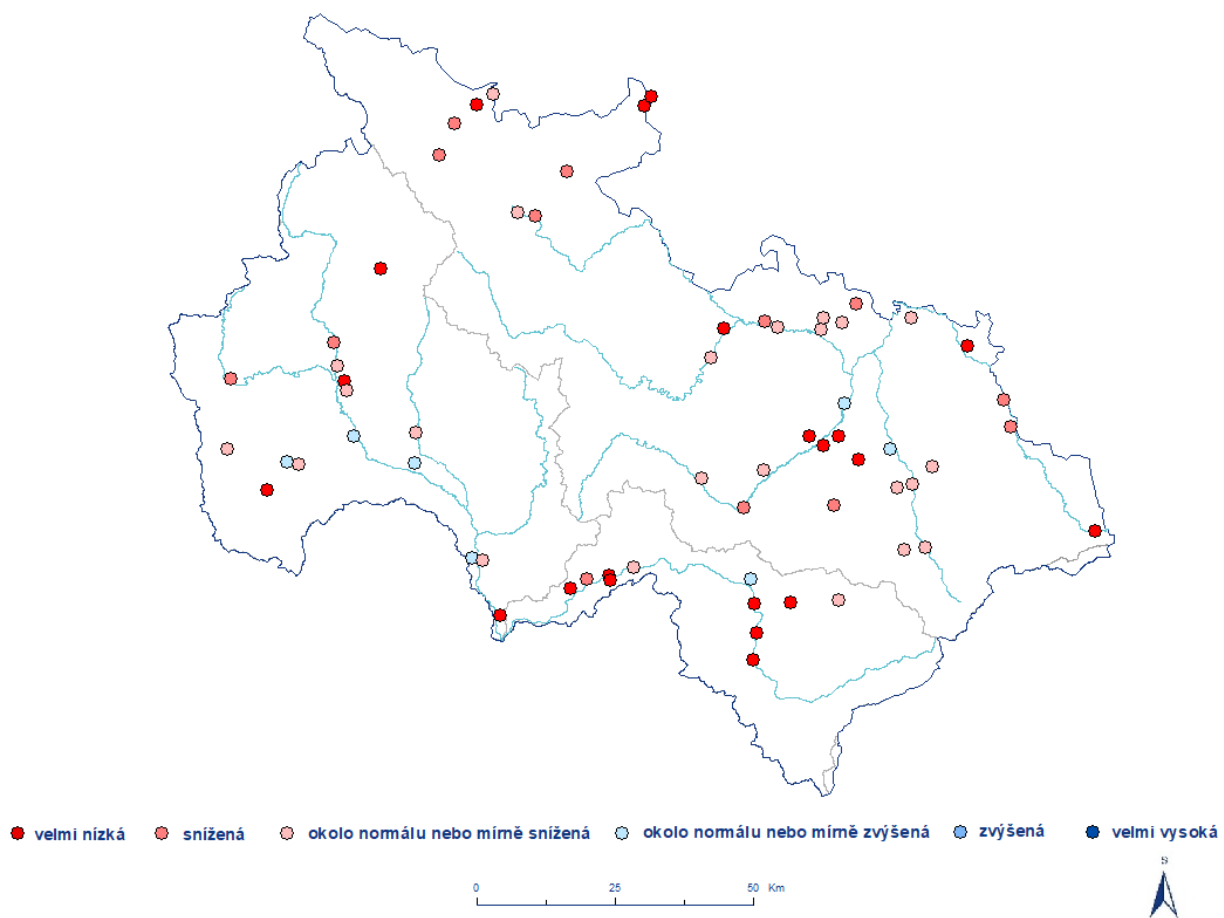 velmi nízká snížená okolo normálu nebo mírně snížená okolo normálu nebo mírně zvýšená zvýšená velmi vysoká
0 25 50 Km
S